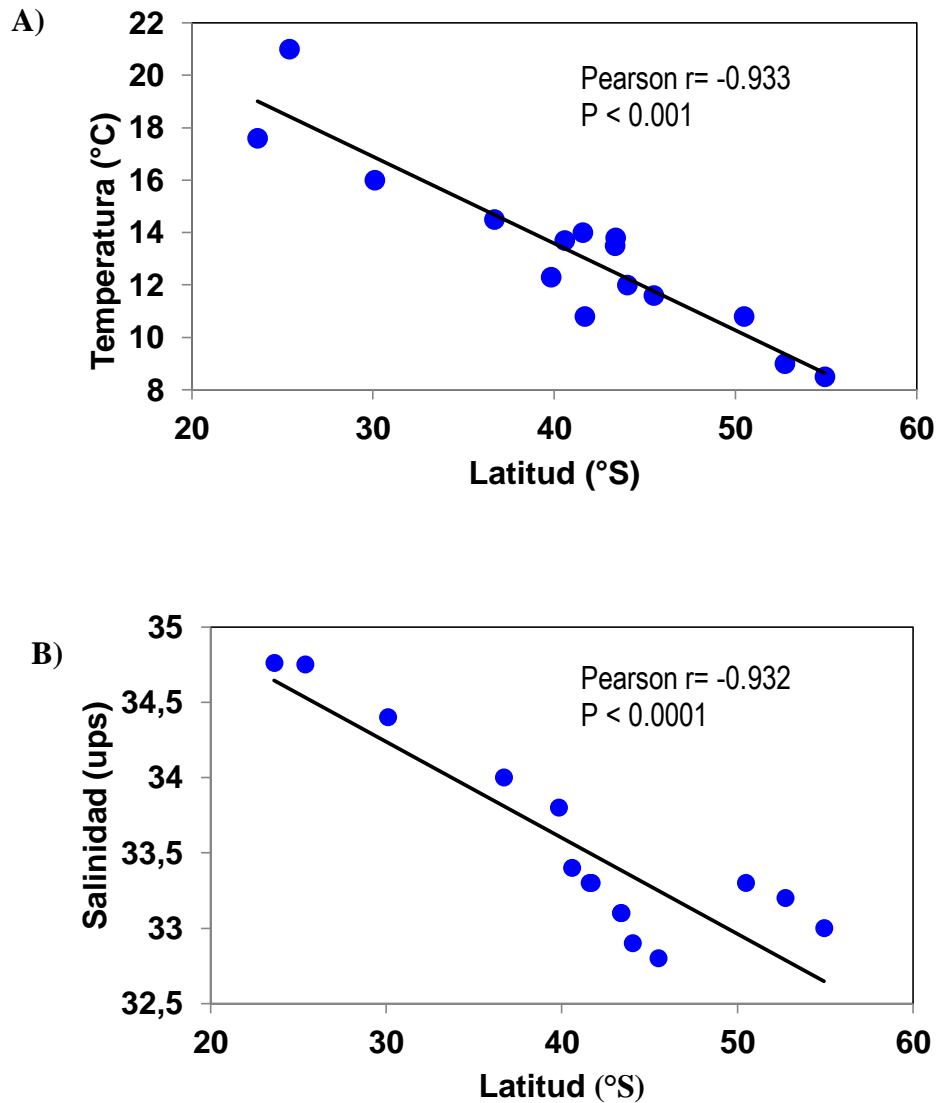 A)
22
20
18
16
14
12
10
8
Temperatura (°C)
Pearson r= -0.933
P < 0.001
20 30 40 50 60
Latitud (°S)
B)
35
34,5
34
33,5
33
32,5
Salinidad (ups)
Pearson r= -0.932
P < 0.0001
20 30 40 50 60
Latitud (°S)